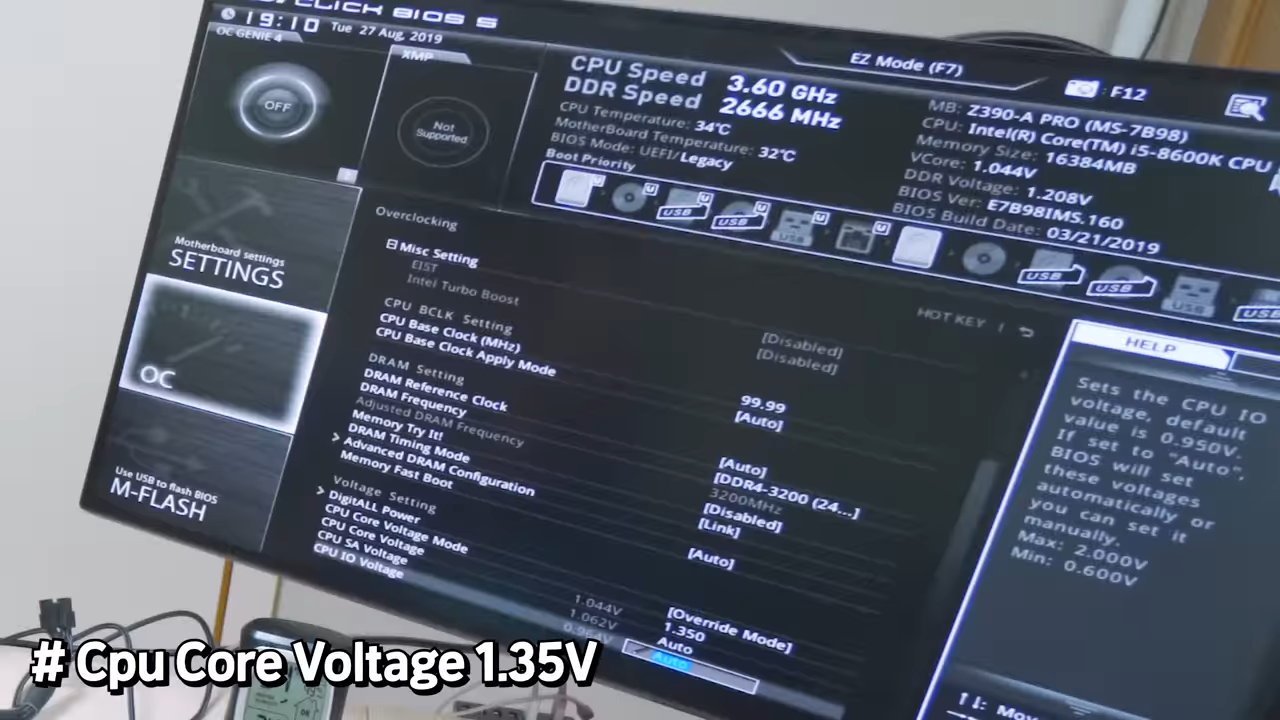 CLICK BIOS 5
19:10 Tue 27 Aug, 2019
OC GENIE 4
OFF
XMP
Not
Supported
EZ Mode (F7)
F12
CPU Speed 3.60 GHz
DDR Speed 2666 MHz
CPU Temperature: 34°C
MotherBoard Temperature: 32°C
BIOS Mode: UEFI/Legacy
Boot Priority
MB: Z390-A PRO (MS-7B98)
CPU: Intel(R) Core(TM) i5-8600K CPU
Memory Size: 16384MB
VCore: 1.044V
DDR Voltage: 1.208V
BIOS Ver: E7B98IMS.160
BIOS Build Date: 03/21/2019
U U USB U USB U USB U U USB USB USB USB
Motherboard settings
SETTINGS
OC
Use USB to flash BIOS
M-FLASH
Overclocking
HOT KEY
Misc Setting
EIST [Disabled]
Intel Turbo Boost [Disabled]
CPU BCLK Setting
CPU Base Clock (MHz) 99.99
CPU Base Clock Apply Mode [Auto]
DRAM Setting
DRAM Reference Clock [Auto]
DRAM Frequency [DDR4-3200 (24...]
Adjusted DRAM Frequency 3200MHz
Memory Try It! [Disabled]
DRAM Timing Mode [Link]
Advanced DRAM Configuration
Memory Fast Boot [Auto]
Voltage Setting
DigitALL Power
CPU Core Voltage Mode [Override Mode]
CPU Core Voltage 1.044V 1.350
CPU SA Voltage 1.062V Auto
CPU IO Voltage Auto
HELP
Sets the CPU IO
voltage, default
value is 0.950V.
If set to "Auto",
BIOS will set
these voltages
automatically or
you can set it
manually.
Max: 2.000V
Min: 0.600V
# Cpu Core Voltage 1.35V